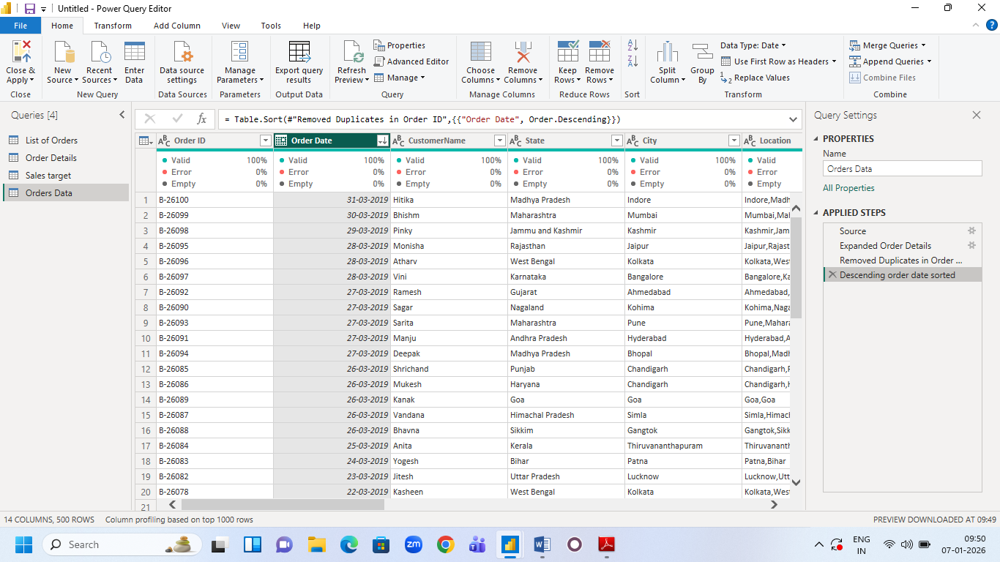 Untitled - Power Query Editor
File Home Transform Add Column View Tools Help
Close & Apply
New Source
Recent Sources
Enter Data
Data source settings
Manage Parameters
Export query results
Refresh Preview
Properties
Advanced Editor
Manage
Choose Columns
Remove Columns
Keep Rows
Remove Rows
Split Column
Group By
Data Type: Date
Use First Row as Headers
Replace Values
Merge Queries
Append Queries
Combine Files
Close New Query Data Sources Parameters Output Data Query Manage Columns Reduce Rows Sort Transform Combine
Queries [4]
List of Orders
Order Details
Sales target
Orders Data
= Table.Sort(#"Removed Duplicates in Order ID",{{"Order Date", Order.Descending}})
Order ID Order Date CustomerName State City Location
Valid 100% Valid 100% Valid 100% Valid 100% Valid 100% Valid
Error 0% Error 0% Error 0% Error 0% Error 0% Error
Empty 0% Empty 0% Empty 0% Empty 0% Empty 0% Empty
1 B-26100 31-03-2019 Hitika Madhya Pradesh Indore Indore,Madh
2 B-26099 30-03-2019 Bhishm Maharashtra Mumbai Mumbai,Mal
3 B-26098 29-03-2019 Pinky Jammu and Kashmir Kashmir Kashmir,Jam
4 B-26095 28-03-2019 Monisha Rajasthan Jaipur Jaipur,Rajast
5 B-26096 28-03-2019 Atharv West Bengal Kolkata Kolkata,Wes
6 B-26097 28-03-2019 Vini Karnataka Bangalore Bangalore,Ka
7 B-26092 27-03-2019 Ramesh Gujarat Ahmedabad Ahmedabad,
8 B-26090 27-03-2019 Sagar Nagaland Kohima Kohima,Naga
9 B-26093 27-03-2019 Sarita Maharashtra Pune Pune,Mahara
10 B-26091 27-03-2019 Manju Andhra Pradesh Hyderabad Hyderabad,A
11 B-26094 27-03-2019 Deepak Madhya Pradesh Bhopal Bhopal,Madh
12 B-26085 26-03-2019 Shrichand Punjab Chandigarh Chandigarh,P
13 B-26086 26-03-2019 Mukesh Haryana Chandigarh Chandigarh,H
14 B-26089 26-03-2019 Kanak Goa Goa Goa,Goa
15 B-26087 26-03-2019 Vandana Himachal Pradesh Simla Simla,Himach
16 B-26088 26-03-2019 Bhavna Sikkim Gangtok Gangtok,Sikk
17 B-26084 25-03-2019 Anita Kerala Thiruvananthapuram Thiruvananth
18 B-26083 24-03-2019 Yogesh Bihar Patna Patna,Bihar
19 B-26082 23-03-2019 Jitesh Uttar Pradesh Lucknow Lucknow,Utt
20 B-26078 22-03-2019 Kasheen West Bengal Kolkata Kolkata,Wes
21
Query Settings
PROPERTIES
Name
Orders Data
All Properties
APPLIED STEPS
Source
Expanded Order Details
Removed Duplicates in Order ...
Descending order date sorted
14 COLUMNS, 500 ROWS Column profiling based on top 1000 rows PREVIEW DOWNLOADED AT 09:49
Search
zm
ENG
IN
09:50
07-01-2026